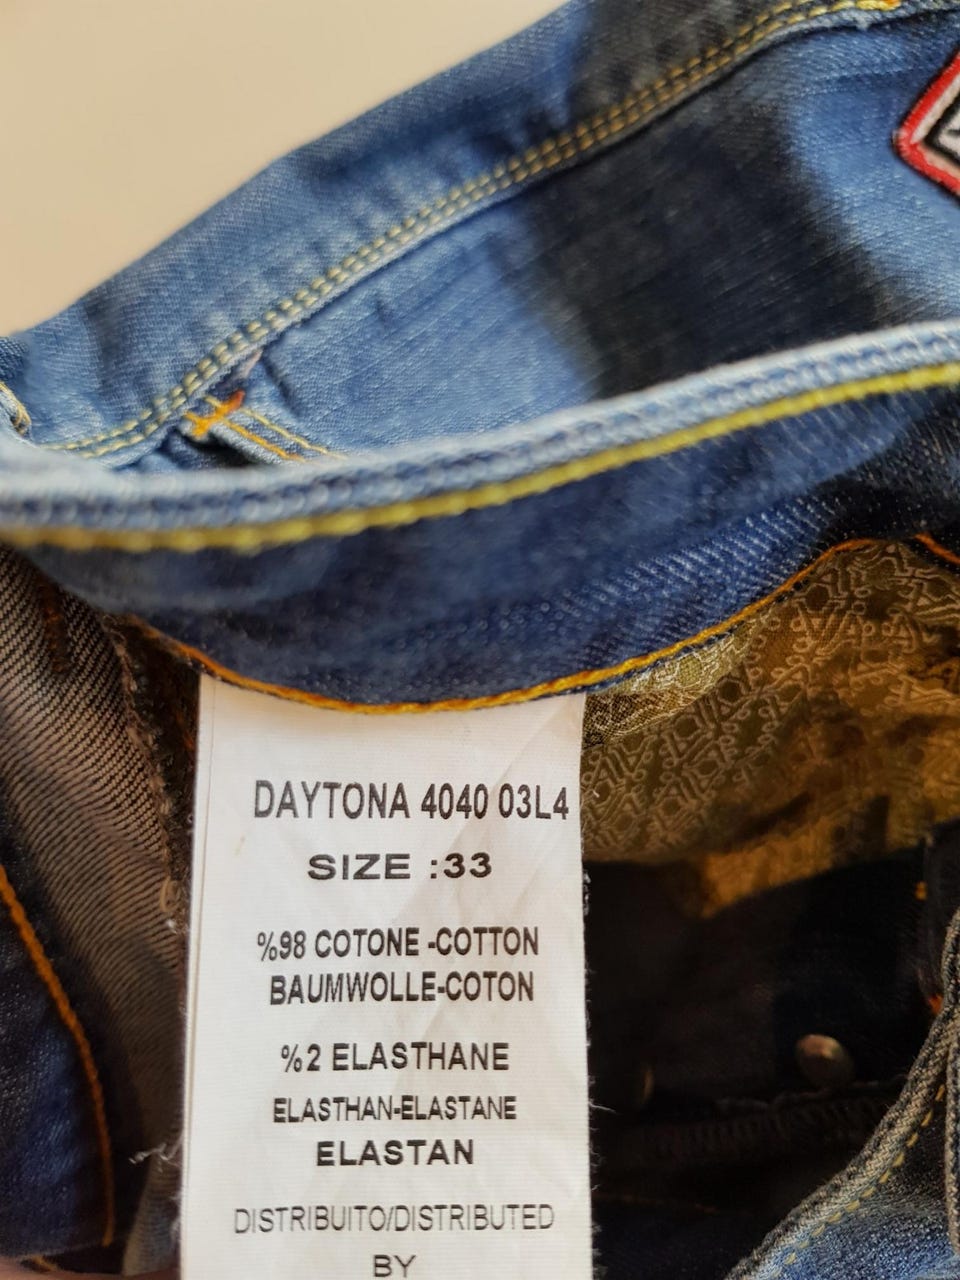 DAYTONA 4040 03L4
SIZE :33
%98 COTONE -COTTON
BAUMWOLLE-COTON
%2 ELASTHANE
ELASTHAN-ELASTANE
ELASTAN
DISTRIBUITO/DISTRIBUTED
BY